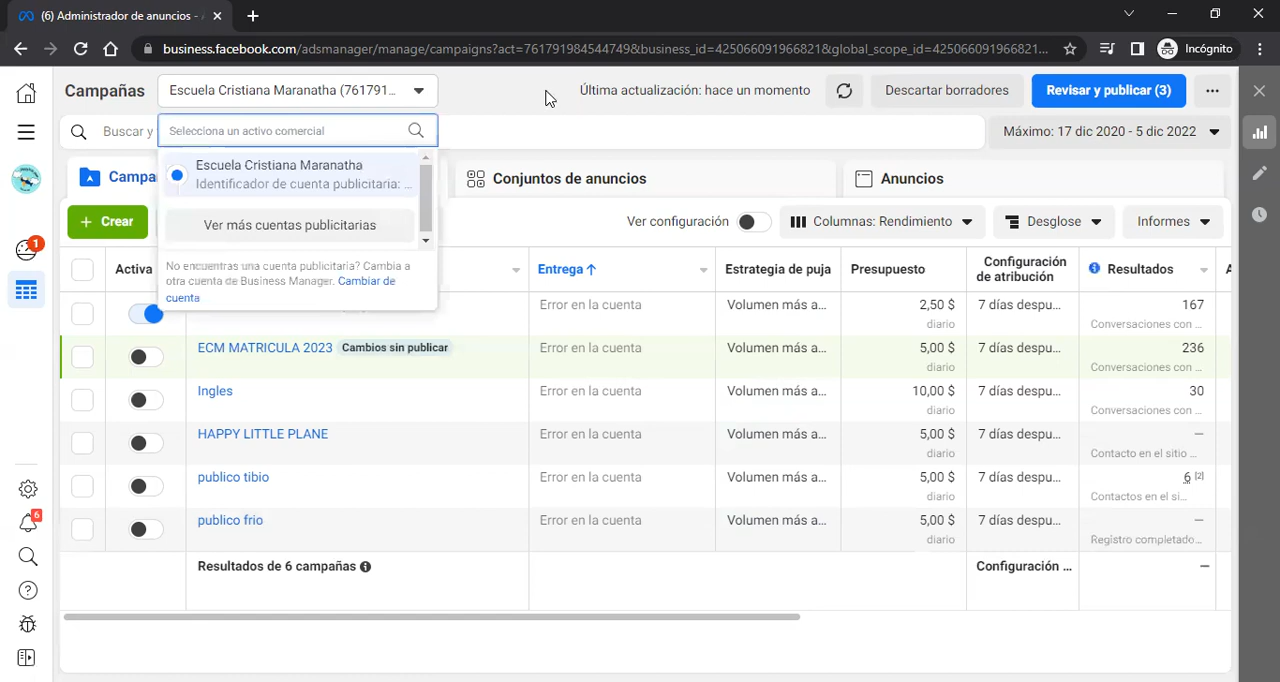 (6) Administrador de anuncios -
business.facebook.com/adsmanager/manage/campaigns?act=761791984544749&business_id=425066091966821&global_scope_id=425066091966821...
Incógnito
Campañas
Escuela Cristiana Maranatha (761791...
Última actualización: hace un momento
Descartar borradores
Revisar y publicar (3)
Buscar y
Selecciona un activo comercial
Máximo: 17 dic 2020 - 5 dic 2022
Escuela Cristiana Maranatha
Identificador de cuenta publicitaria: ...
Ver más cuentas publicitarias
No encuentras una cuenta publicitaria? Cambia a
otra cuenta de Business Manager. Cambiar de
cuenta
Conjuntos de anuncios
Anuncios
+ Crear
Ver configuración
Columnas: Rendimiento
Desglose
Informes
1
6
Activa
Entrega ↑
Estrategia de puja
Presupuesto
Configuración
de atribución
Resultados
Error en la cuenta
Volumen más a...
2,50 $
diario
7 días despu...
167
Conversaciones con ...
ECM MATRICULA 2023
Cambios sin publicar
Error en la cuenta
Volumen más a...
5,00 $
diario
7 días despu...
236
Conversaciones con ...
Ingles
Error en la cuenta
Volumen más a...
10,00 $
diario
7 días despu...
30
Conversaciones con ...
HAPPY LITTLE PLANE
Error en la cuenta
Volumen más a...
5,00 $
diario
7 días despu...
—
Contacto en el sitio ...
publico tibio
Error en la cuenta
Volumen más a...
5,00 $
diario
7 días despu...
6 [2]
Contactos en el si...
publico frio
Error en la cuenta
Volumen más a...
5,00 $
diario
7 días despu...
—
Registro completado...
Resultados de 6 campañas
Configuración ...
—